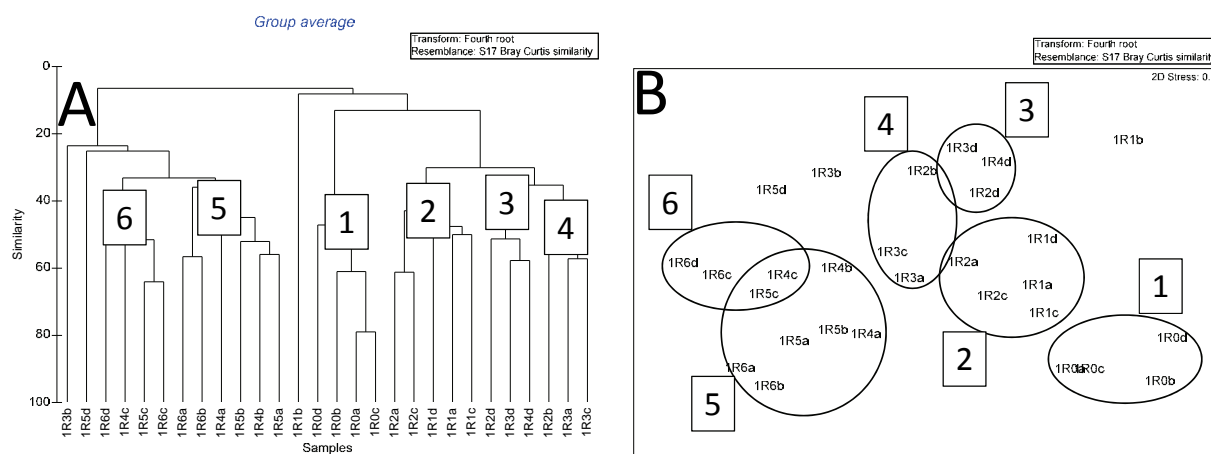 Group average
Transform: Fourth root
Resemblance: S17 Bray Curtis similarity
A
0
20
40
60
80
100
Similarity
6
5
1
2
3
4
1R3b
1R5d
1R6d
1R4c
1R5c
1R6c
1R6a
1R6b
1R4a
1R5b
1R4b
1R5a
1R1b
1R0d
1R0b
1R0a
1R0c
1R2a
1R2c
1R1d
1R1a
1R1c
1R2d
1R3d
1R4d
1R2b
1R3a
1R3c
Samples
Transform: Fourth root
Resemblance: S17 Bray Curtis similarity
2D Stress: 0.
B
4
3
1R1b
1R3d
1R4d
1R2b
1R3b
1R5d
1R2d
6
1R1d
1R3c
1R6d
1R6c
1R4c
1R4b
1R2a
1R3a
1R5c
1R2c
1R1a
1R1c
1
1R5a
1R5b
1R4a
1R0d
2
1R6a
1R6b
1R0a
1R0c
1R0b
5